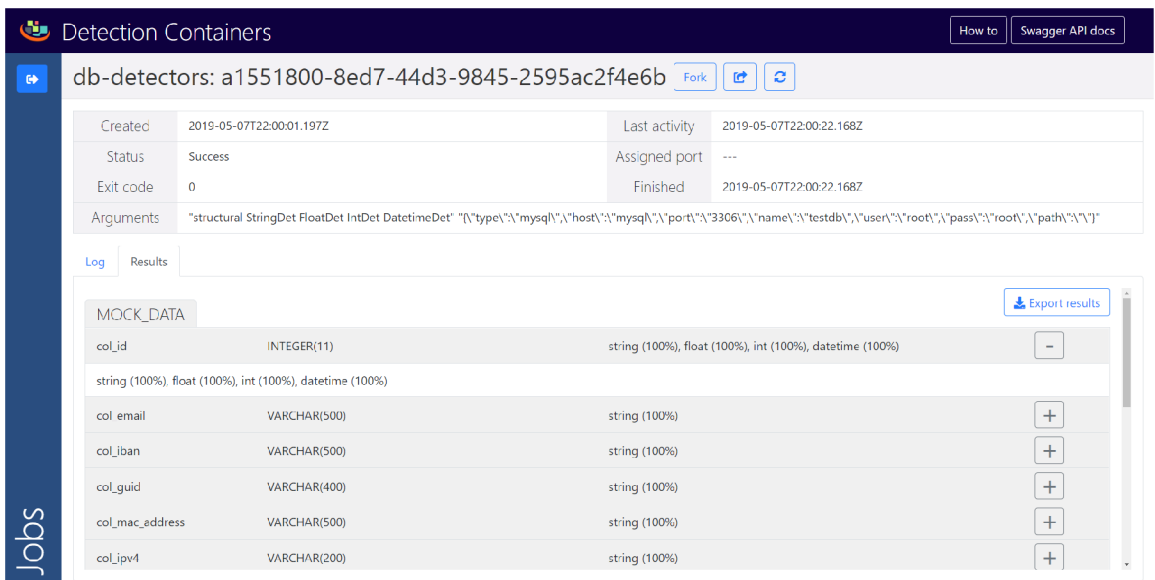 Detection Containers How to Swagger API docs
db-detectors: a1551800-8ed7-44d3-9845-2595ac2f4e6b Fork
Created 2019-05-07T22:00:01.197Z Last activity 2019-05-07T22:00:22.168Z
Status Success Assigned port ---
Exit code 0 Finished 2019-05-07T22:00:22.168Z
Arguments "structural StringDet FloatDet IntDet DatetimeDet" "{\"type\":\"mysql\",\"host\":\"mysql\",\"port\":\"3306\",\"name\":\"testdb\",\"user\":\"root\",\"pass\":\"root\",\"path\":\"\"}"
Log Results
Export results
MOCK_DATA
col_id INTEGER(11) string (100%), float (100%), int (100%), datetime (100%) -
string (100%), float (100%), int (100%), datetime (100%)
col_email VARCHAR(500) string (100%) +
col_iban VARCHAR(500) string (100%) +
col_guid VARCHAR(400) string (100%) +
col_mac_address VARCHAR(500) string (100%) +
col_ipv4 VARCHAR(200) string (100%) +
Jobs